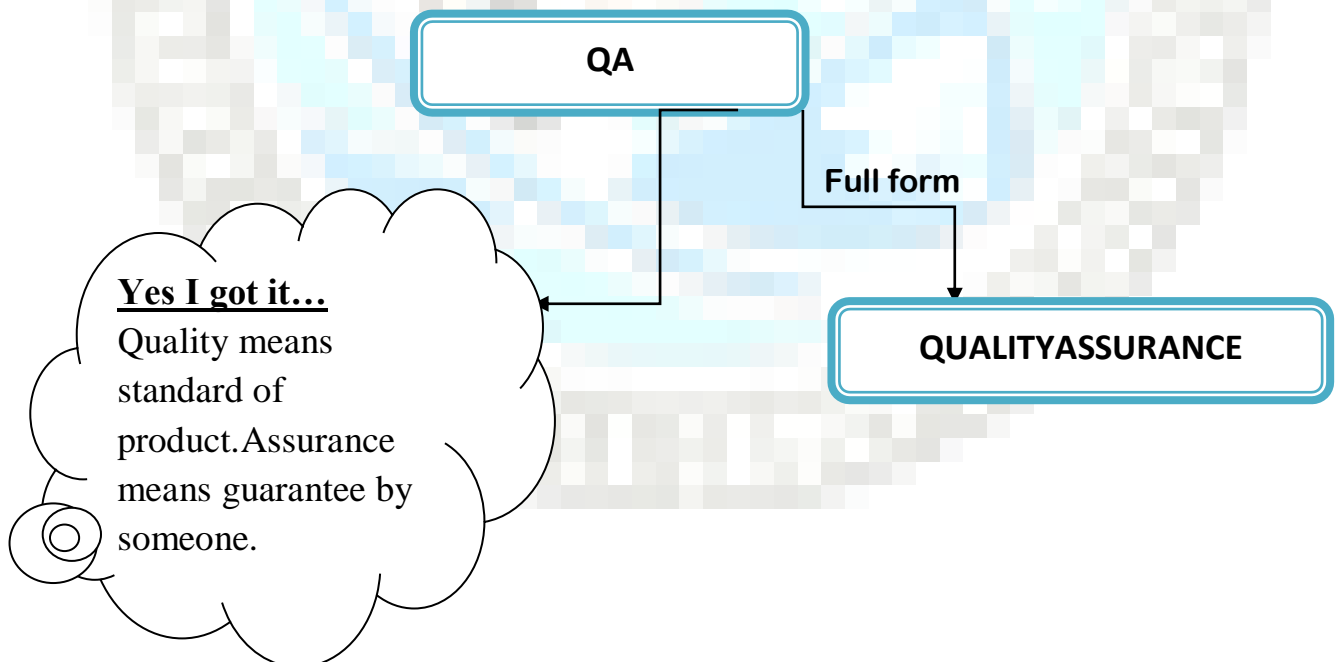 QA
Full form
QUALITYASSURANCE
Yes I got it…
Quality means
standard of
product.Assurance
means guarantee by
someone.